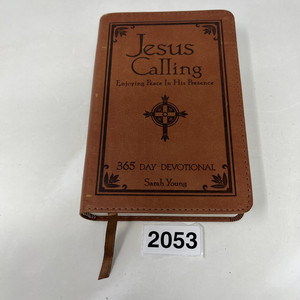 Jesus
Calling
Enjoying Peace In His Presence
365 DAY DEVOTIONAL
Sarah Young
2053